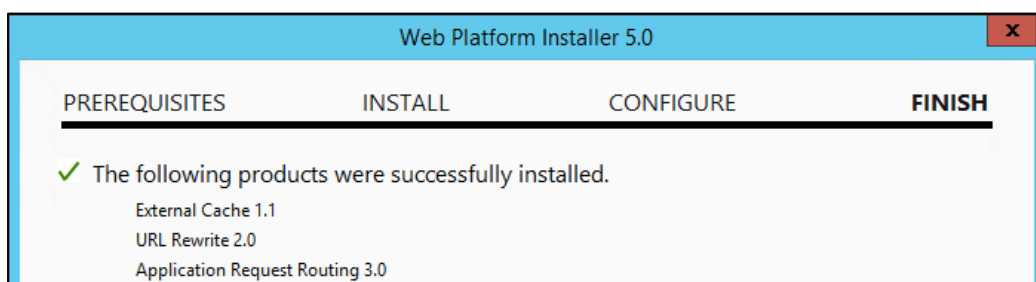 Web Platform Installer 5.0
x
PREREQUISITES INSTALL CONFIGURE FINISH
The following products were successfully installed.
External Cache 1.1
URL Rewrite 2.0
Application Request Routing 3.0